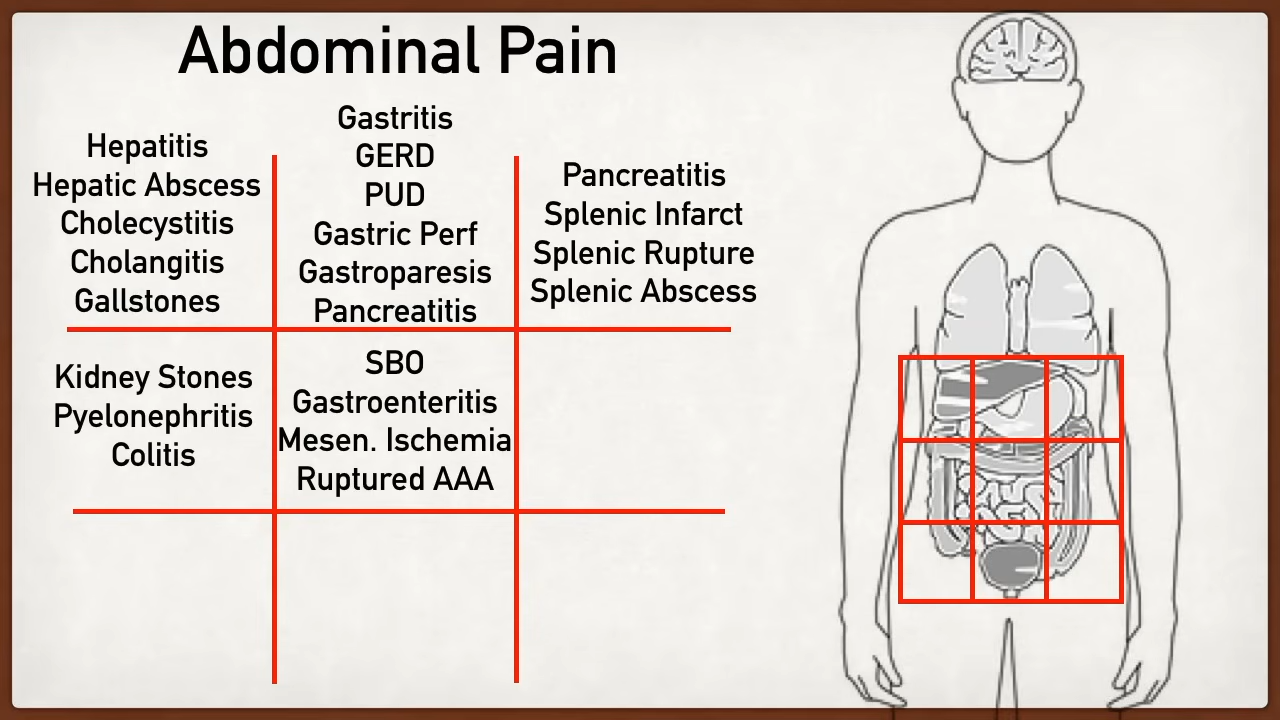 Abdominal Pain
Hepatitis
Hepatic Abscess
Cholecystitis
Cholangitis
Gallstones
Gastritis
GERD
PUD
Gastric Perf
Gastroparesis
Pancreatitis
Pancreatitis
Splenic Infarct
Splenic Rupture
Splenic Abscess
Kidney Stones
Pyelonephritis
Colitis
SBO
Gastroenteritis
Mesen. Ischemia
Ruptured AAA